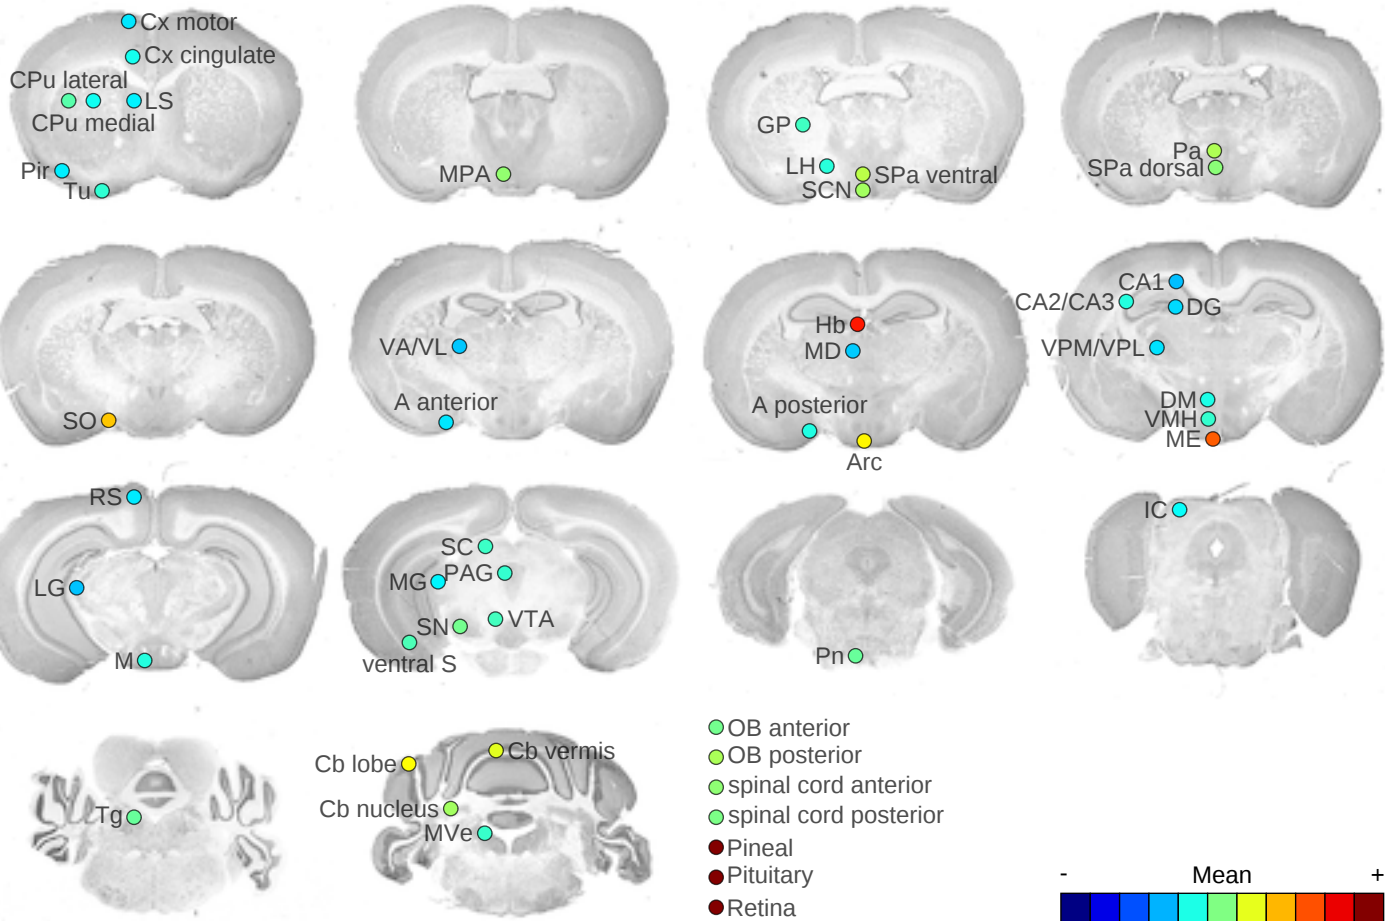 Cx motor
Cx cingulate
CPu lateral
LS
CPu medial
Pir
Tu
MPA
GP
LH
SPa ventral
SCN
Pa
SPa dorsal
SO
VA/VL
A anterior
Hb
MD
A posterior
Arc
CA1
CA2/CA3
DG
VPM/VPL
DM
VMH
ME
RS
LG
M
SC
MG
PAG
SN
VTA
ventral S
Pn
IC
Tg
Cb lobe
Cb vermis
Cb nucleus
MVe
OB anterior
OB posterior
spinal cord anterior
spinal cord posterior
Pineal
Pituitary
Retina
- Mean +